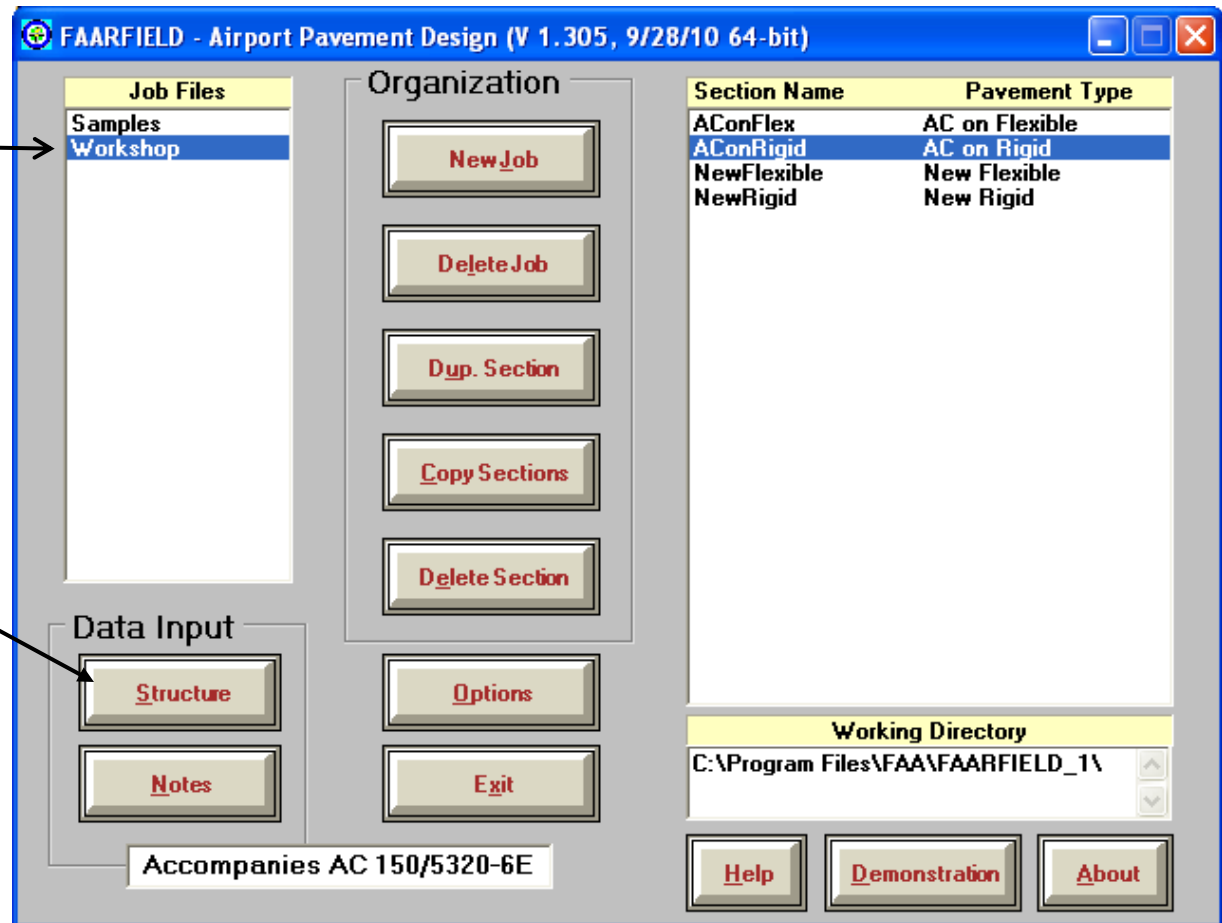 FAARFIELD - Airport Pavement Design (V 1.305, 9/28/10 64-bit)
Job Files
Samples
Workshop
Organization
New Job
Delete Job
Dup. Section
Copy Sections
Delete Section
Section Name Pavement Type
AConFlex AC on Flexible
AConRigid AC on Rigid
NewFlexible New Flexible
NewRigid New Rigid
Data Input
Structure
Notes
Options
Exit
Working Directory
C:\Program Files\FAA\FAARFIELD_1\
Accompanies AC 150/5320-6E
Help
Demonstration
About